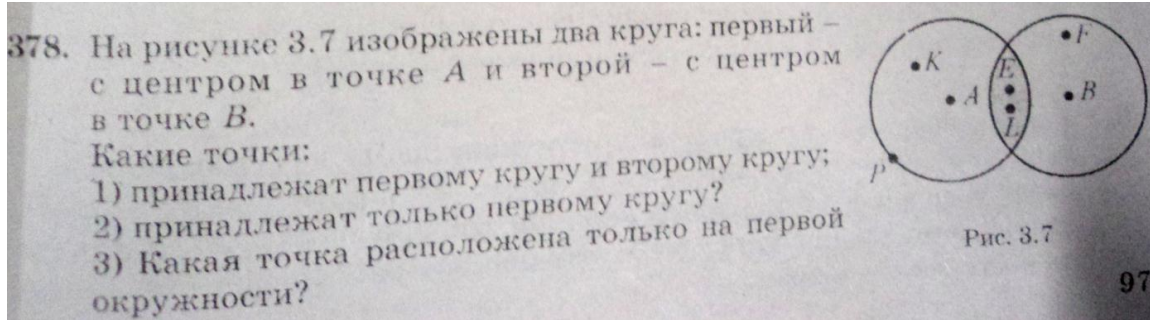 378. На рисунке 3.7 изображены два круга: первый –
с центром в точке A и второй – с центром
в точке B.
Какие точки:
1) принадлежат первому кругу и второму кругу;
2) принадлежат только первому кругу?
3) Какая точка расположена только на первой
окружности?
K
A
P
E
L
F
B
Рис. 3.7
97